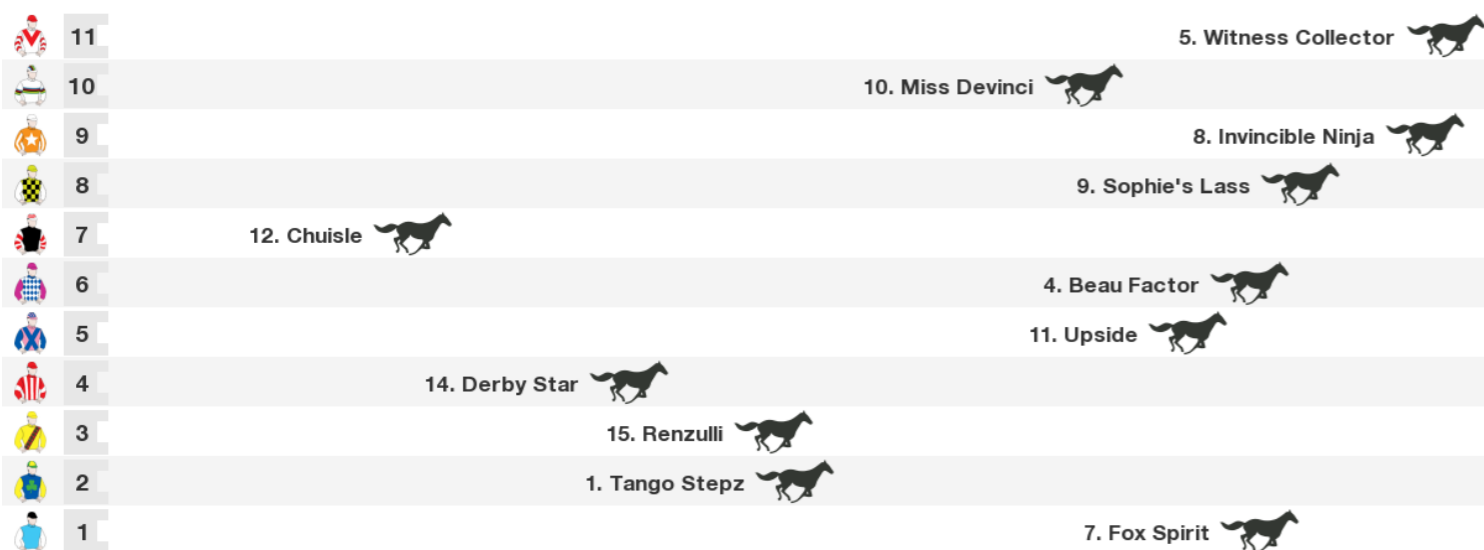 11 5. Witness Collector
10 10. Miss Devinci
9 8. Invincible Ninja
8 9. Sophie's Lass
7 12. Chuisle
6 4. Beau Factor
5 11. Upside
4 14. Derby Star
3 15. Renzulli
2 1. Tango Stepz
1 7. Fox Spirit